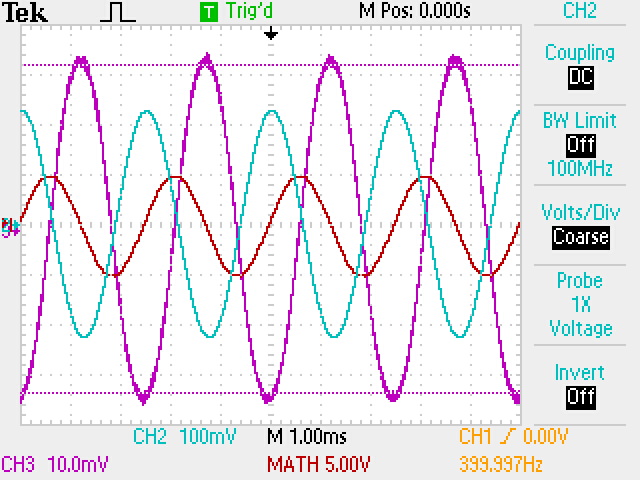 Tek T Trig'd M Pos: 0.000s CH2
Coupling
DC
BW Limit
Off
100MHz
Volts/Div
Coarse
Probe
1X
Voltage
Invert
Off
CH2 100mV M 1.00ms CH1 0.00V
CH3 10.0mV MATH 5.00V 399.997Hz